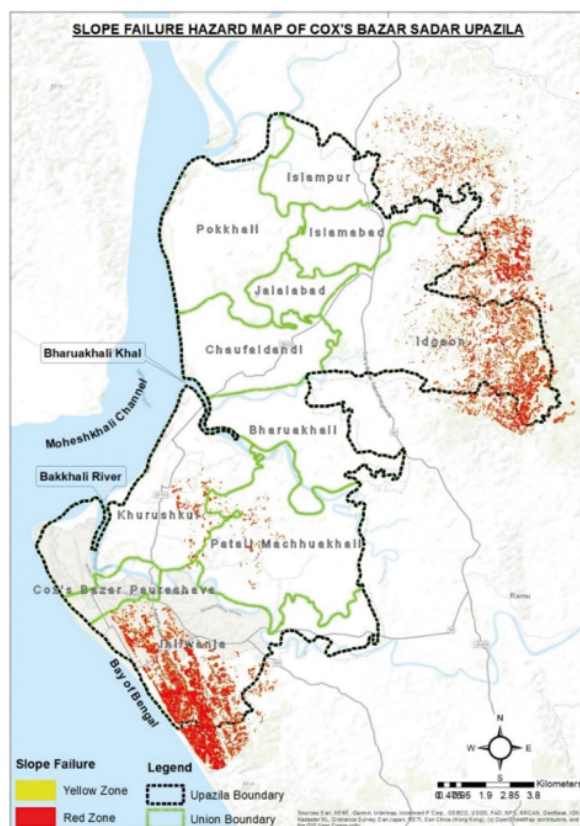 SLOPE FAILURE HAZARD MAP OF COX'S BAZAR SADAR UPAZILA
Islampur
Pokkhali
Islamabad
Jalalabad
Idgaon
Chaufaldandi
Bharuakhali Khal
Moheshkhali Channel
Bharuakhali
Bakkhali River
Khurushkul
Patali Machhuakhali
Cox's Bazar Paurashava
Ramu
Jhilwanja
Bay of Bengal
N
W E
S
Slope Failure
Yellow Zone
Red Zone
Legend
Upazila Boundary
Union Boundary
Kilometers
1.9 2.85 3.8